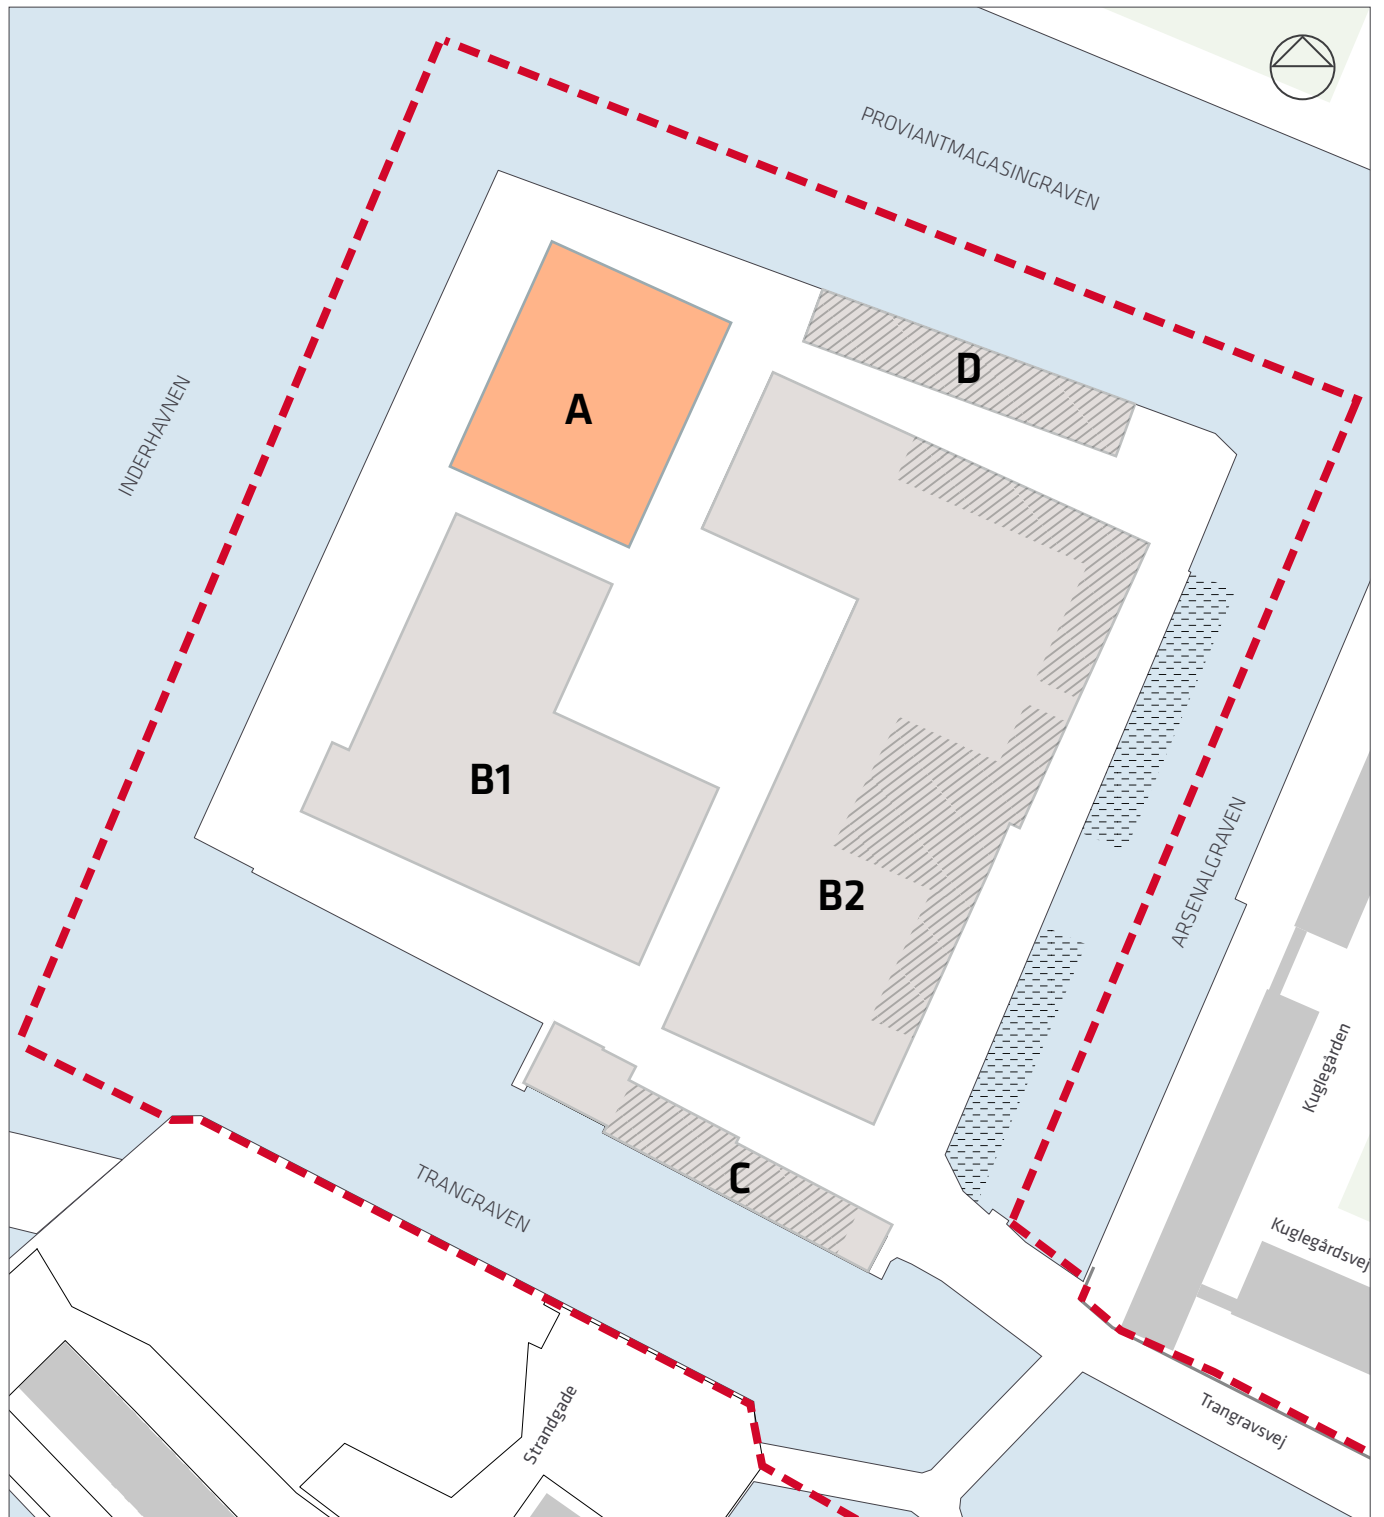 PROVIANTMAGASINGRAVEN
INDERHAVNEN
A
D
B1
B2
ARSENALGRAVEN
Kuglegården
C
TRANGRAVEN
Kuglegårdsvej
Strandgade
Trangravsvej